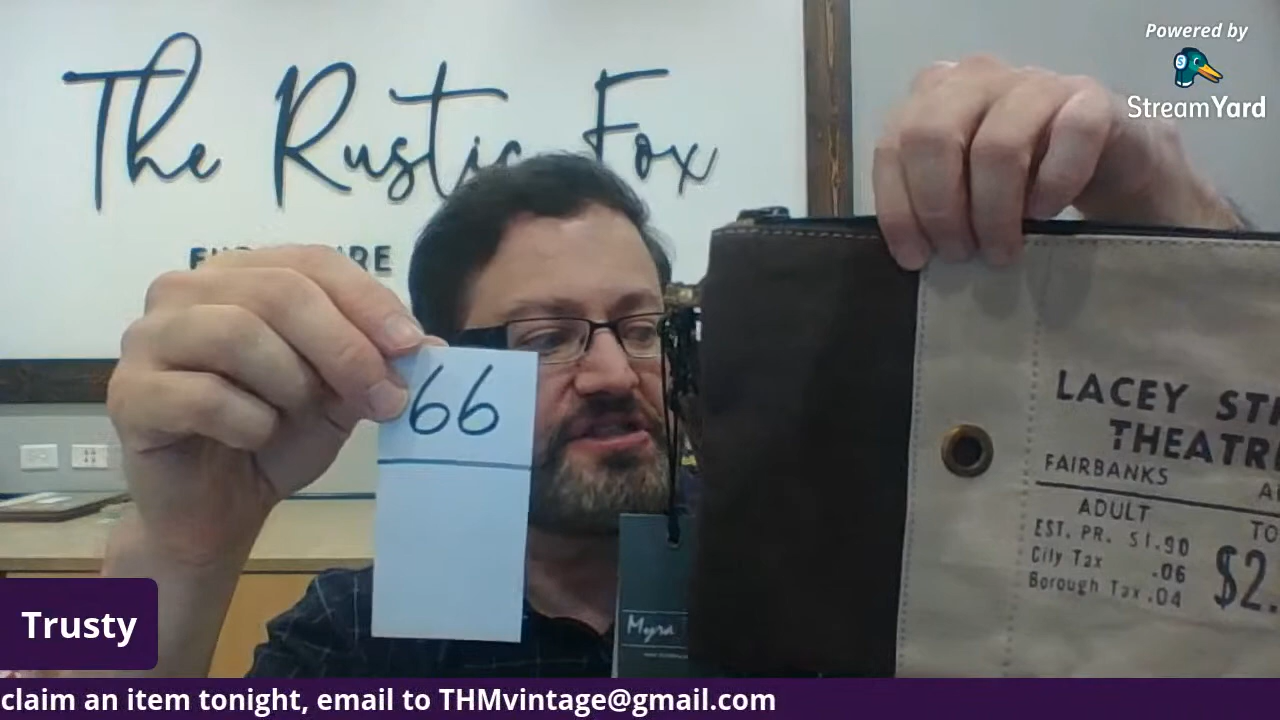 The Rustic Fox
Powered by
StreamYard
66
LACEY
FAIRBANKS
ADULT
EST. PR. $1.90
City Tax .06
Borough Tax .04
$2.
Myra
Trusty
claim an item tonight, email to THMvintage@gmail.com